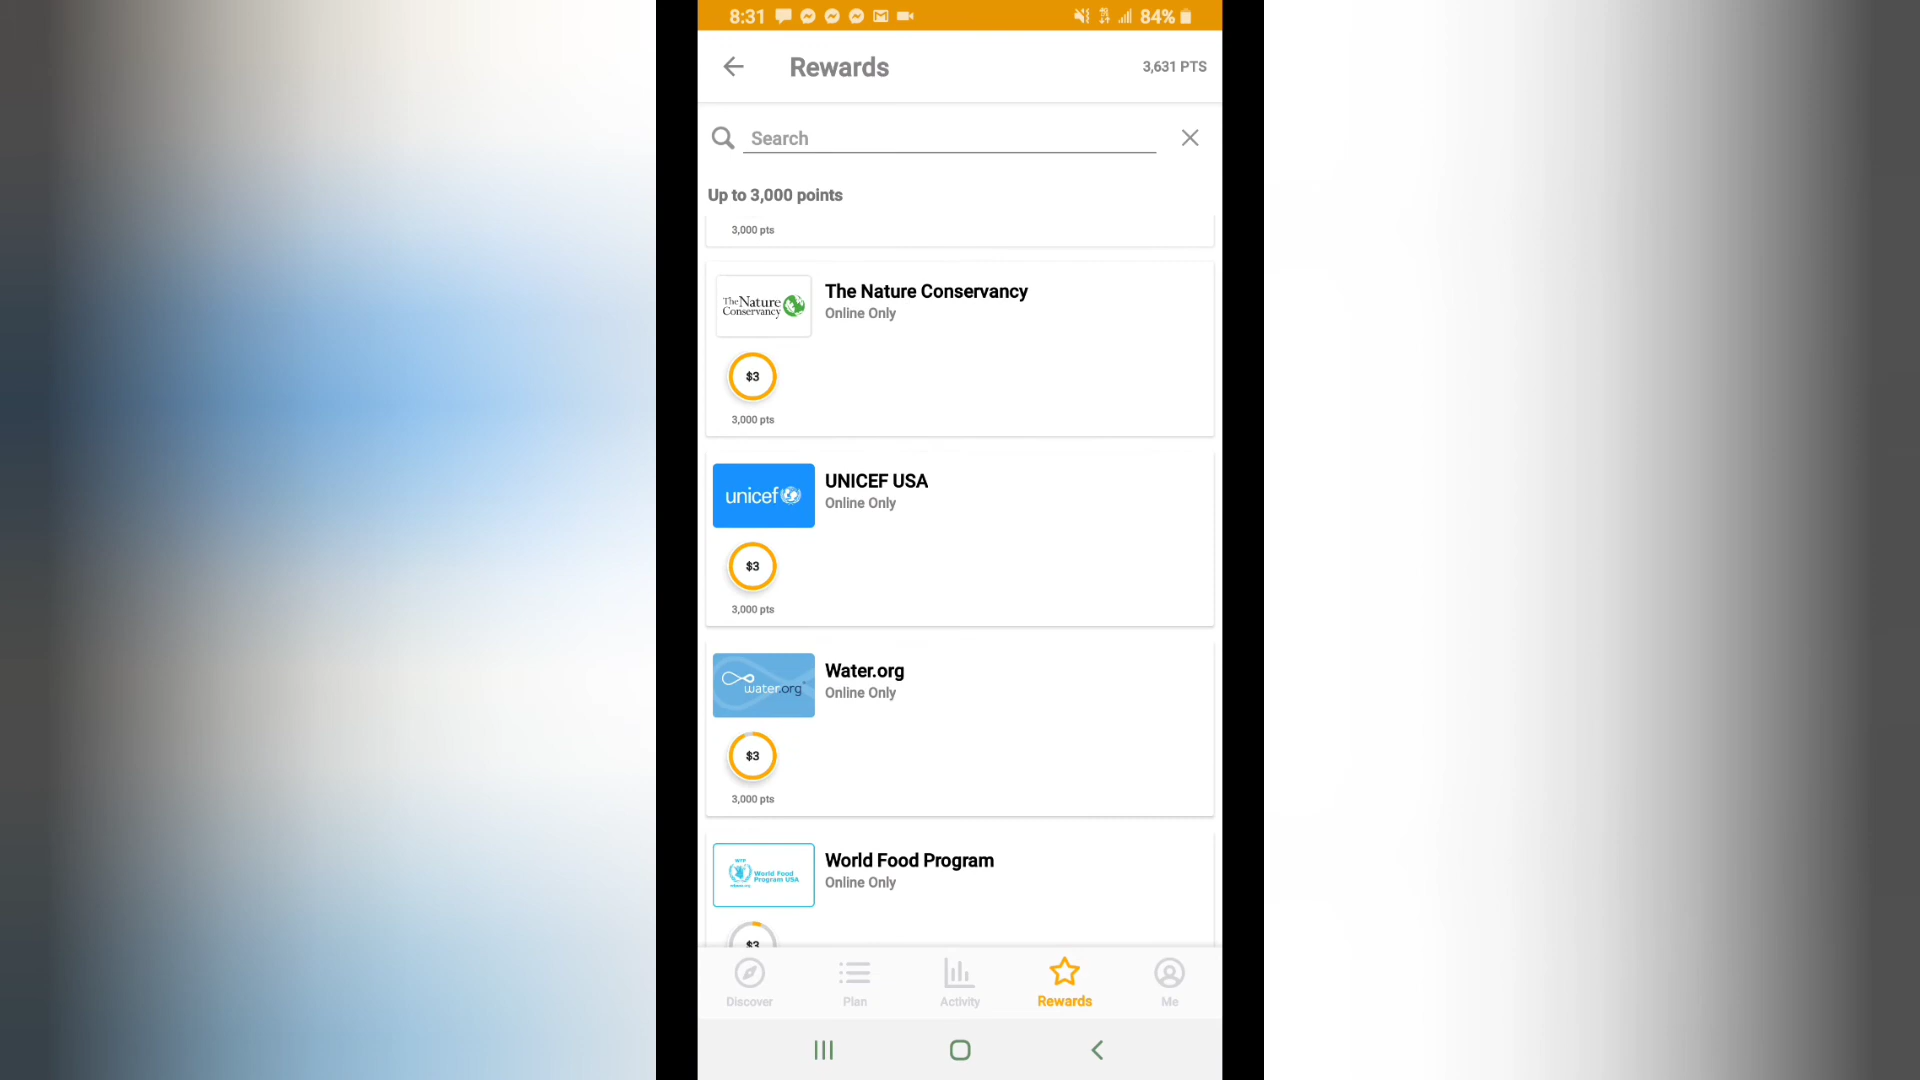 8:31
84%
Rewards
3,631 PTS
Search
Up to 3,000 points
3,000 pts
The Nature
Conservancy
The Nature Conservancy
Online Only
$3
3,000 pts
unicef
UNICEF USA
Online Only
$3
3,000 pts
water.org
Water.org
Online Only
$3
3,000 pts
WFP
World Food
Program USA
World Food Program
Online Only
$3
Discover
Plan
Activity
Rewards
Me